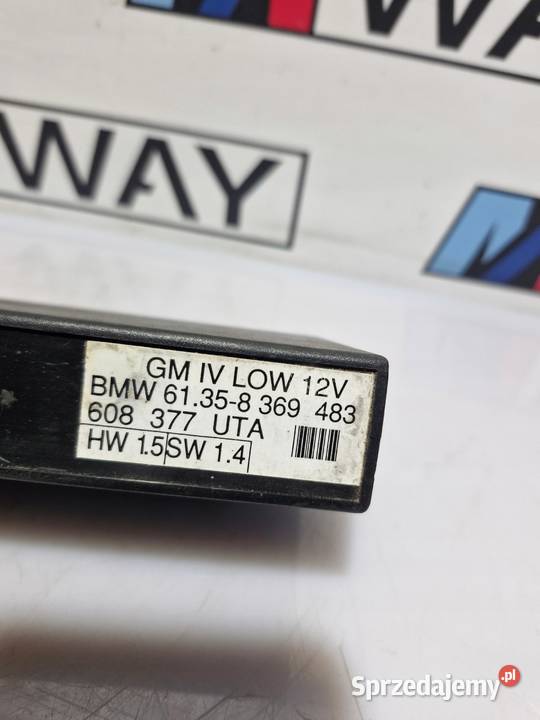 WAY
WAY
GM IV LOW 12V
BMW 61.35-8 369 483
608 377 UTA
HW 1.5 SW 1.4
Sprzedajemy.pl